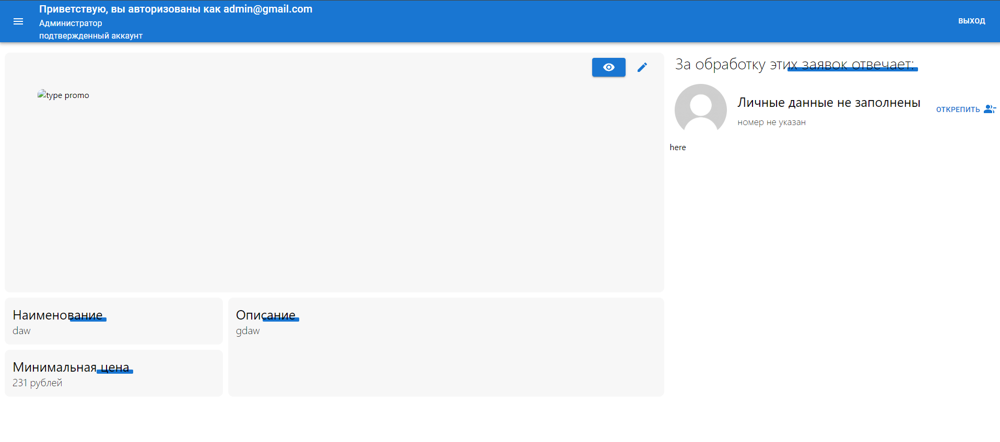 Приветствую, вы авторизованы как admin@gmail.com
Администратор
подтвержденный аккаунт
ВЫХОД
type promo
За обработку этих заявок отвечает:
Личные данные не заполнены
номер не указан
ОТКРЕПИТЬ
here
Наименование
daw
Описание
gdaw
Минимальная цена
231 рублей